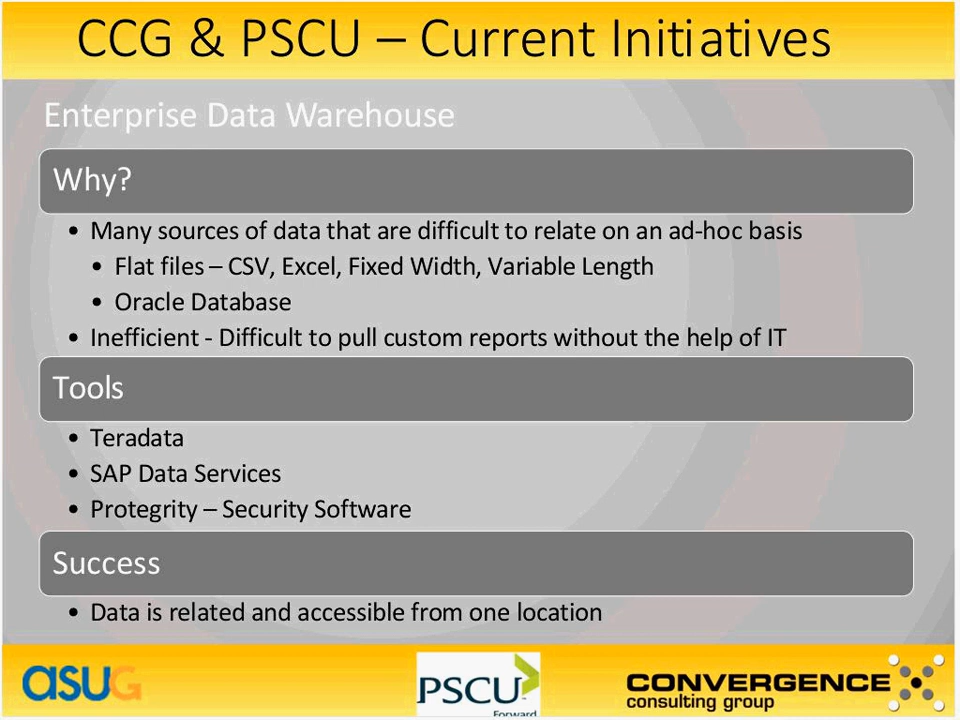 CCG & PSCU – Current Initiatives
Enterprise Data Warehouse
Why?
• Many sources of data that are difficult to relate on an ad-hoc basis
• Flat files – CSV, Excel, Fixed Width, Variable Length
• Oracle Database
• Inefficient - Difficult to pull custom reports without the help of IT
Tools
• Teradata
• SAP Data Services
• Protegrity – Security Software
Success
• Data is related and accessible from one location
asUG
PSCU
Forward
CONVERGENCE
consulting group